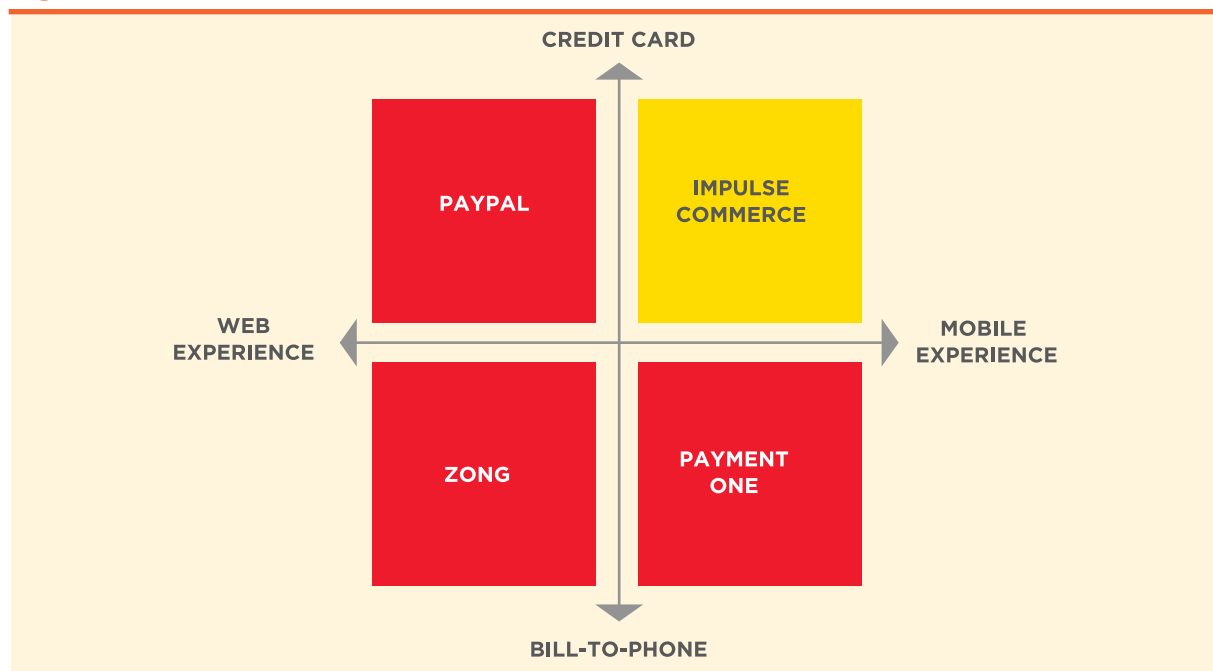 CREDIT CARD
PAYPAL
IMPULSE
COMMERCE
WEB
EXPERIENCE
MOBILE
EXPERIENCE
ZONG
PAYMENT
ONE
BILL-TO-PHONE